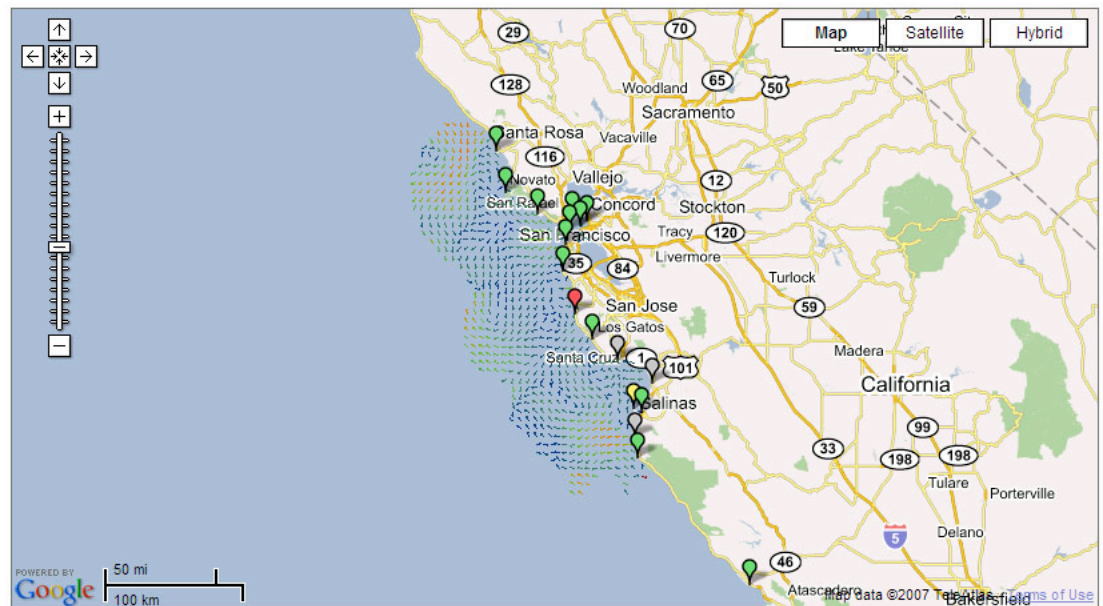 Map
Satellite
Hybrid
29
70
128
65
50
Lake Tahoe
Woodland
Sacramento
Santa Rosa
Vacaville
116
Novato
Vallejo
12
San Rafael
Concord
Stockton
San Francisco
Tracy
120
35
84
Livermore
Turlock
San Jose
59
Los Gatos
Santa Cruz
1
101
Madera
California
Salinas
99
33
198
198
Tulare
Porterville
5
Delano
46
Atascadero
Bakersfield
POWERED BY
Google
50 mi
100 km
Map data ©2007 TeleAtlas - Terms of Use